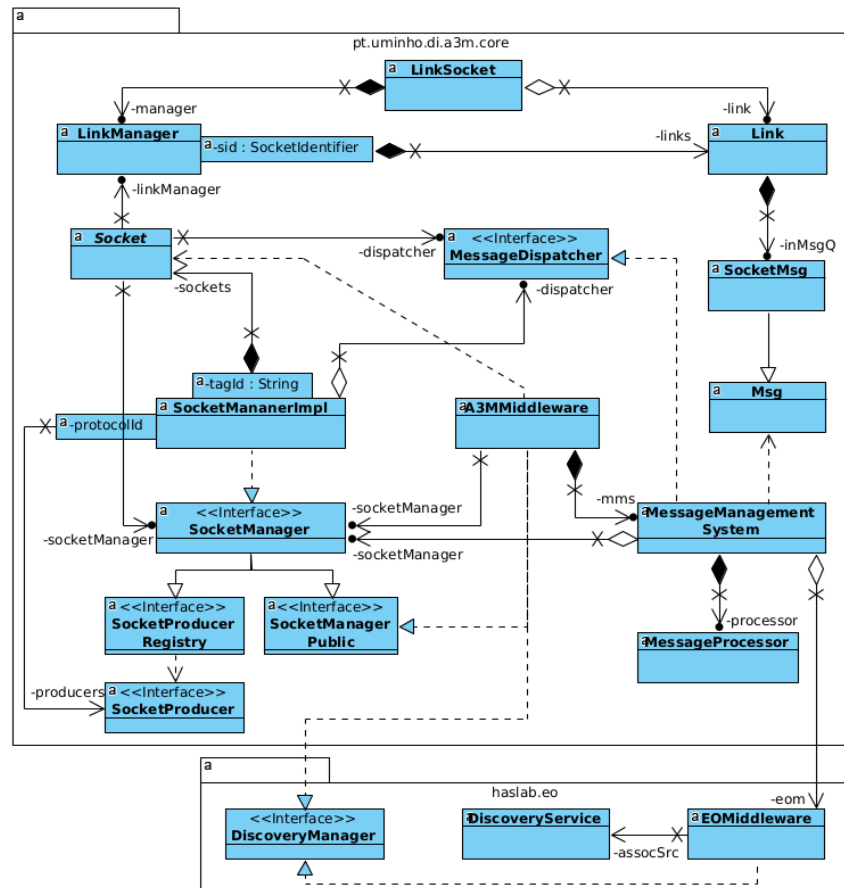 a
pt.uminho.di.a3m.core
a LinkSocket
-manager
-link
a LinkManager
a -sid : SocketIdentifier
-links
a Link
-linkManager
a Socket
-dispatcher
a <<Interface>>
MessageDispatcher
-inMsgQ
-sockets
-dispatcher
a SocketMsg
a -tagId : String
a Msg
a -protocolId
a SocketMananerImpl
a A3MMiddleware
-socketManager
-mms
a <<Interface>>
SocketManager
a MessageManagement
System
-socketManager
-socketManager
a <<Interface>>
SocketProducer
Registry
a <<Interface>>
SocketManager
Public
-processor
a MessageProcessor
-producers
a <<Interface>>
SocketProducer
a
haslab.eo
-eom
a <<Interface>>
DiscoveryManager
a DiscoveryService
a EOMiddleware
-assocSrc